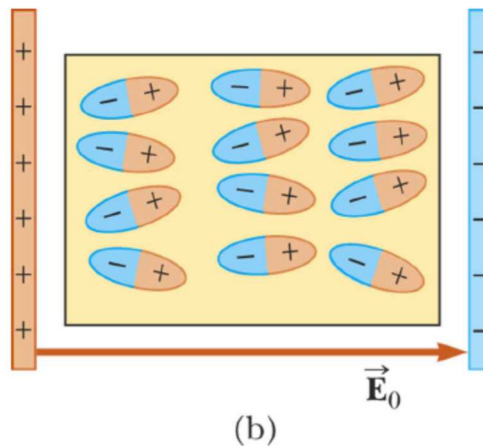 + −
− + − + − +
+ −
− + − + − +
+ −
− + − + − +
+ −
− + − + − +
+ −
+ −
E⃗₀
(b)